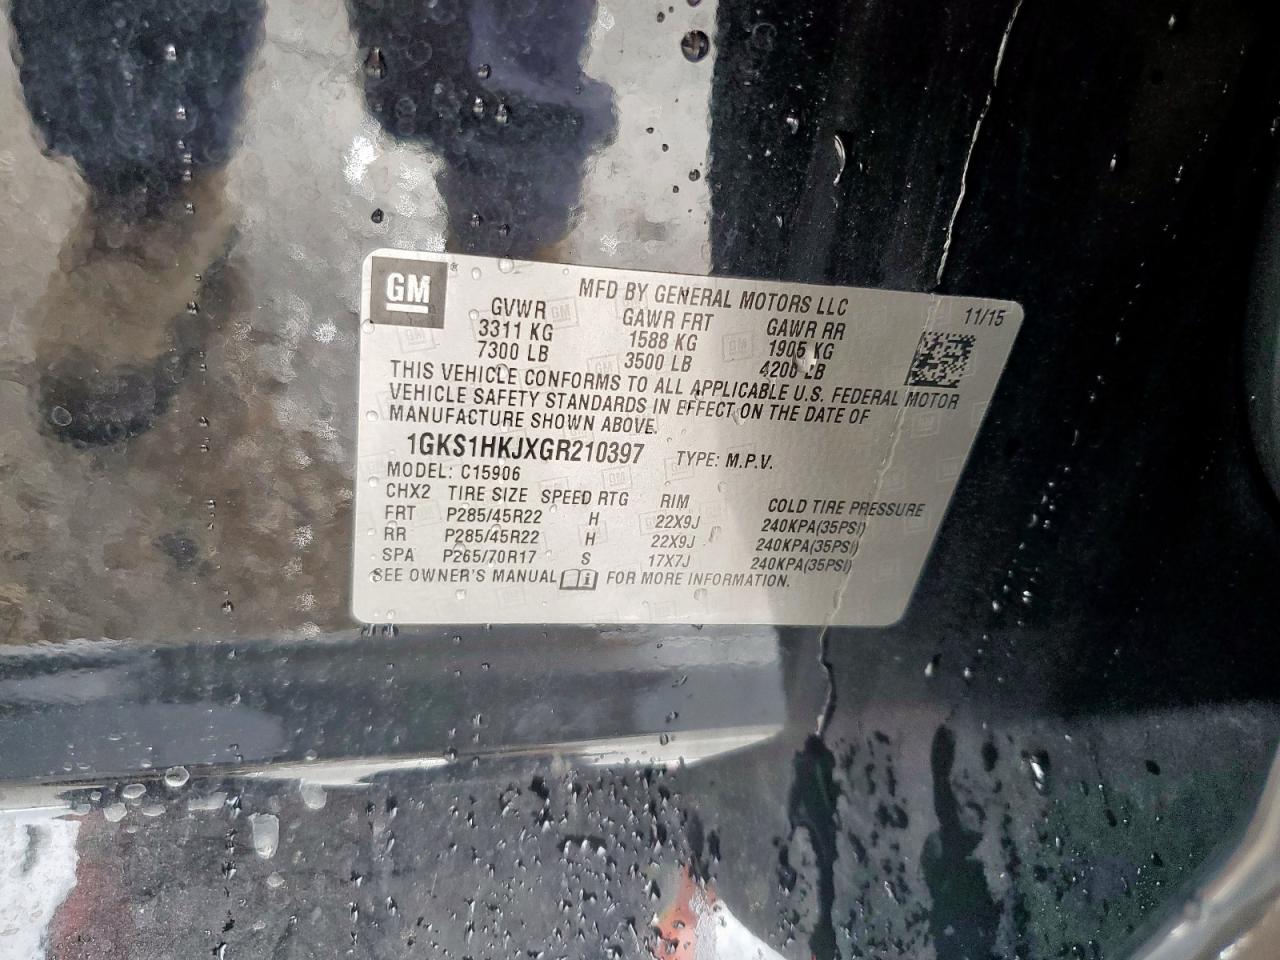 GM
MFD BY GENERAL MOTORS LLC
11/15
GVWR GAWR FRT GAWR RR
3311 KG 1588 KG 1905 KG
7300 LB 3500 LB 4200 LB
THIS VEHICLE CONFORMS TO ALL APPLICABLE U.S. FEDERAL MOTOR
VEHICLE SAFETY STANDARDS IN EFFECT ON THE DATE OF
MANUFACTURE SHOWN ABOVE.
1GKS1HKJXGR210397 TYPE: M.P.V.
MODEL: C15906
CHX2 TIRE SIZE SPEED RTG RIM COLD TIRE PRESSURE
FRT P285/45R22 H 22X9J 240KPA(35PSI)
RR P285/45R22 H 22X9J 240KPA(35PSI)
SPA P265/70R17 S 17X7J 240KPA(35PSI)
SEE OWNER'S MANUAL FOR MORE INFORMATION.